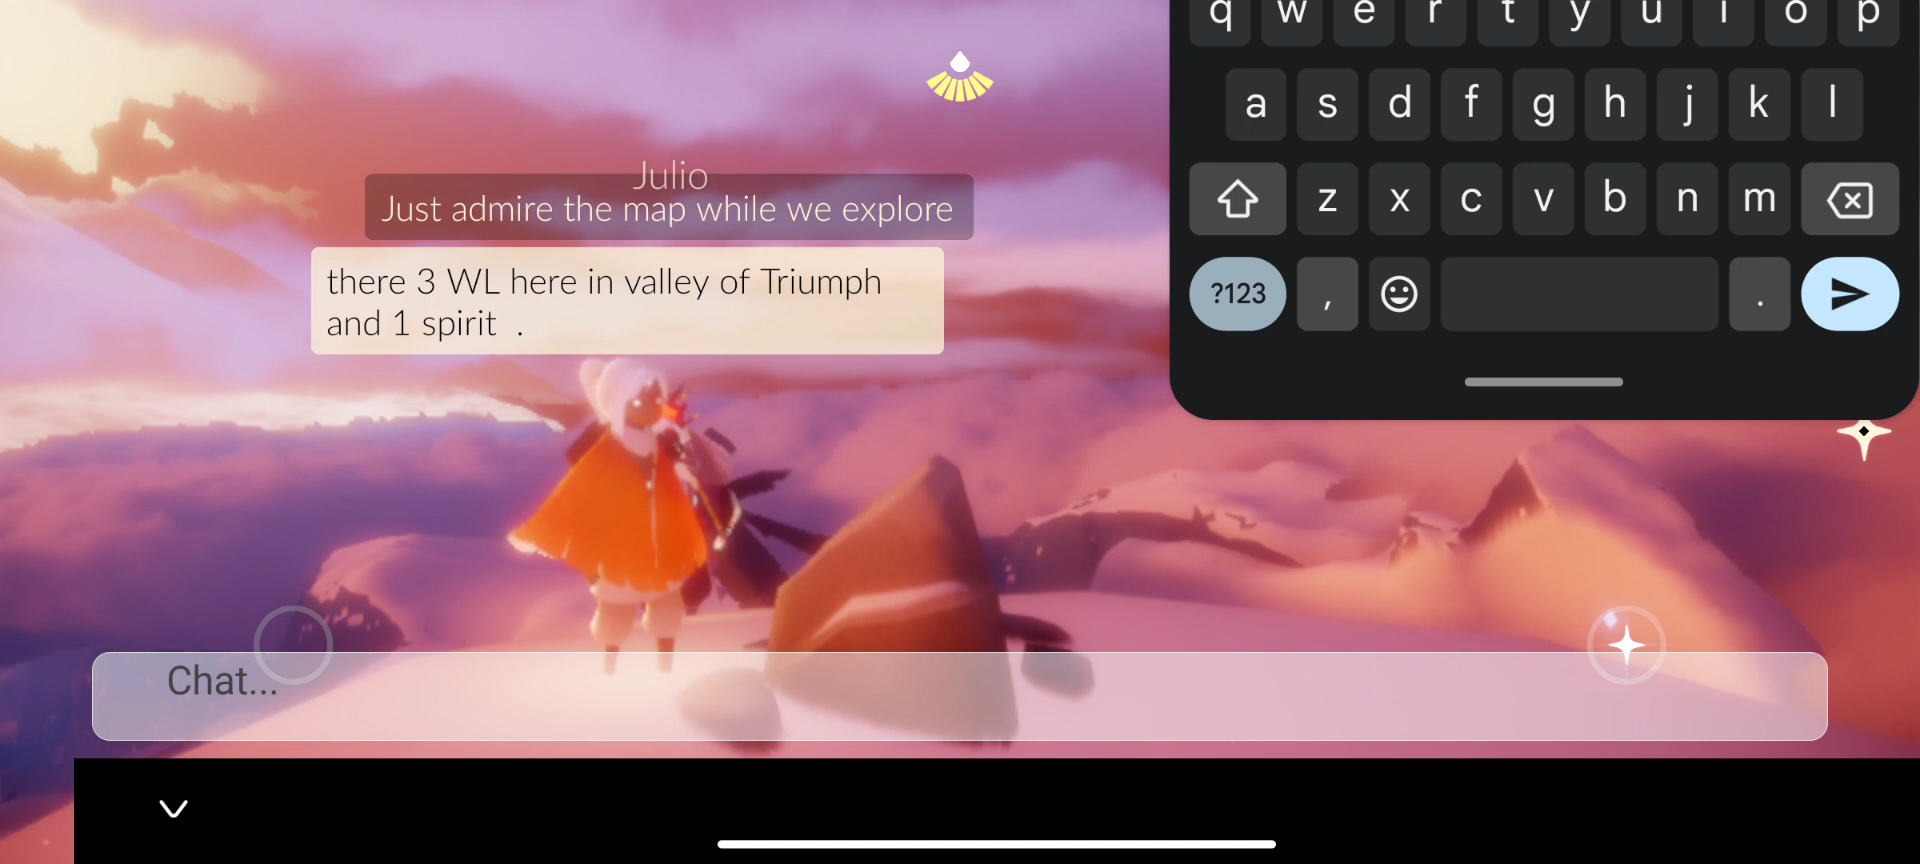 Julio
Just admire the map while we explore
there 3 WL here in valley of Triumph
and 1 spirit  .
Chat...
q w e r t y u i o p
a s d f g h j k l
z x c v b n m
?123 , .